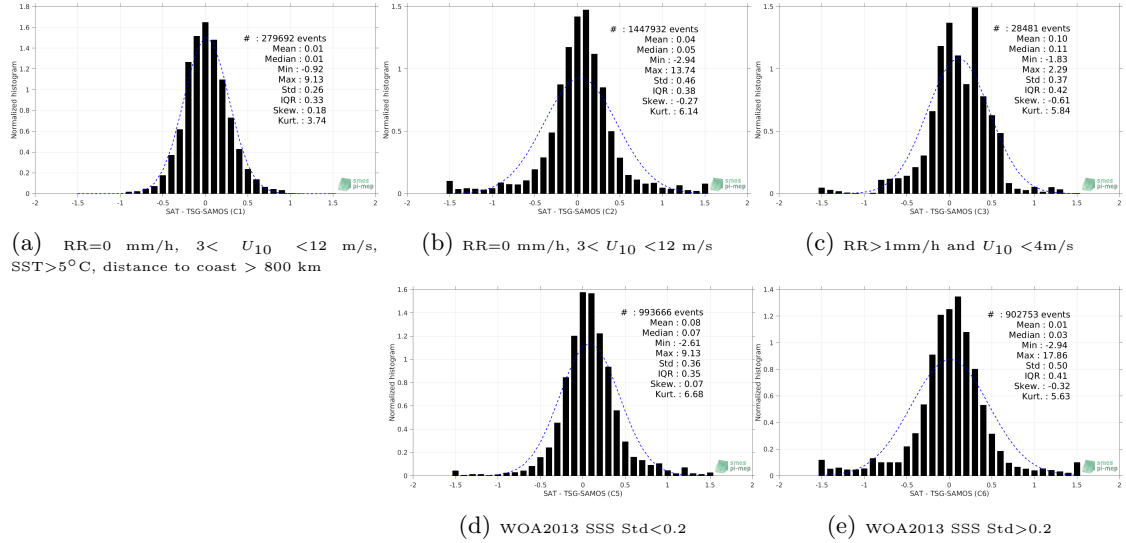 1.8
1.6
1.4
1.2
1
0.8
0.6
0.4
0.2
0
Normalized histogram
# : 279692 events
Mean : 0.01
Median : 0.01
Min : -0.92
Max : 9.13
Std : 0.26
IQR : 0.33
Skew. : 0.18
Kurt. : 3.74
smos
pi-mep
-2 -1.5 -1 -0.5 0 0.5 1 1.5 2
SAT - TSG-SAMOS (C1)
(a) RR=0 mm/h, 3< U10 <12 m/s,
SST>5°C, distance to coast > 800 km
1.5
1
0.5
0
Normalized histogram
# : 1447932 events
Mean : 0.04
Median : 0.05
Min : -2.94
Max : 13.74
Std : 0.46
IQR : 0.38
Skew. : -0.27
Kurt. : 6.14
smos
pi-mep
-2 -1.5 -1 -0.5 0 0.5 1 1.5 2
SAT - TSG-SAMOS (C2)
(b) RR=0 mm/h, 3< U10 <12 m/s
1.5
1
0.5
0
Normalized histogram
# : 28481 events
Mean : 0.10
Median : 0.11
Min : -1.83
Max : 2.29
Std : 0.37
IQR : 0.42
Skew. : -0.61
Kurt. : 5.84
smos
pi-mep
-2 -1.5 -1 -0.5 0 0.5 1 1.5 2
SAT - TSG-SAMOS (C3)
(c) RR>1mm/h and U10 <4m/s
1.6
1.4
1.2
1
0.8
0.6
0.4
0.2
0
Normalized histogram
# : 993666 events
Mean : 0.08
Median : 0.07
Min : -2.61
Max : 9.13
Std : 0.36
IQR : 0.35
Skew. : 0.07
Kurt. : 6.68
smos
pi-mep
-2 -1.5 -1 -0.5 0 0.5 1 1.5 2
SAT - TSG-SAMOS (C5)
(d) WOA2013 SSS Std<0.2
1.4
1.2
1
0.8
0.6
0.4
0.2
0
Normalized histogram
# : 902753 events
Mean : 0.01
Median : 0.03
Min : -2.94
Max : 17.86
Std : 0.50
IQR : 0.41
Skew. : -0.32
Kurt. : 5.63
smos
pi-mep
-2 -1.5 -1 -0.5 0 0.5 1 1.5 2
SAT - TSG-SAMOS (C6)
(e) WOA2013 SSS Std>0.2